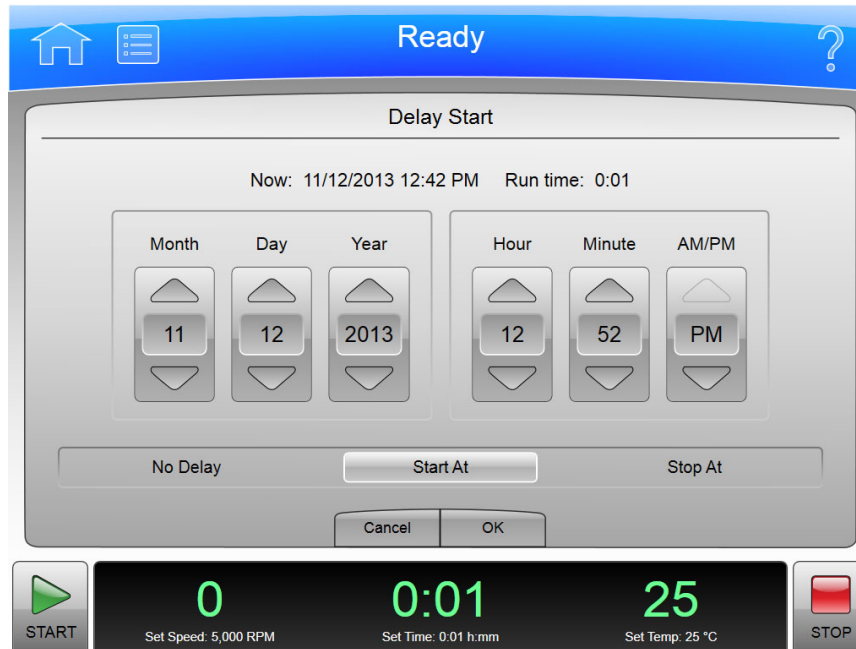 Ready
Delay Start
Now: 11/12/2013 12:42 PM Run time: 0:01
Month Day Year Hour Minute AM/PM
11 12 2013 12 52 PM
No Delay Start At Stop At
Cancel OK
0 0:01 25
START Set Speed: 5,000 RPM Set Time: 0:01 h:mm Set Temp: 25 °C STOP